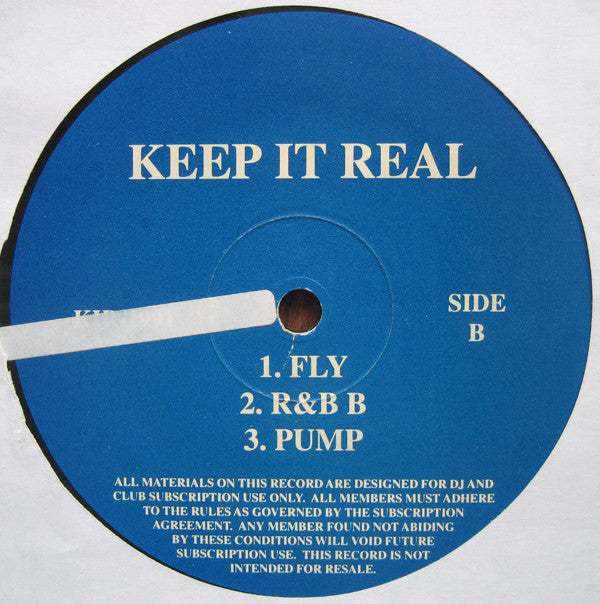 KEEP IT REAL
SIDE
B
1. FLY
2. R&B B
3. PUMP
ALL MATERIALS ON THIS RECORD ARE DESIGNED FOR DJ AND
CLUB SUBSCRIPTION USE ONLY. ALL MEMBERS MUST ADHERE
TO THE RULES AS GOVERNED BY THE SUBSCRIPTION
AGREEMENT. ANY MEMBER FOUND NOT ABIDING
BY THESE CONDITIONS WILL VOID FUTURE
SUBSCRIPTION USE. THIS RECORD IS NOT
INTENDED FOR RESALE.